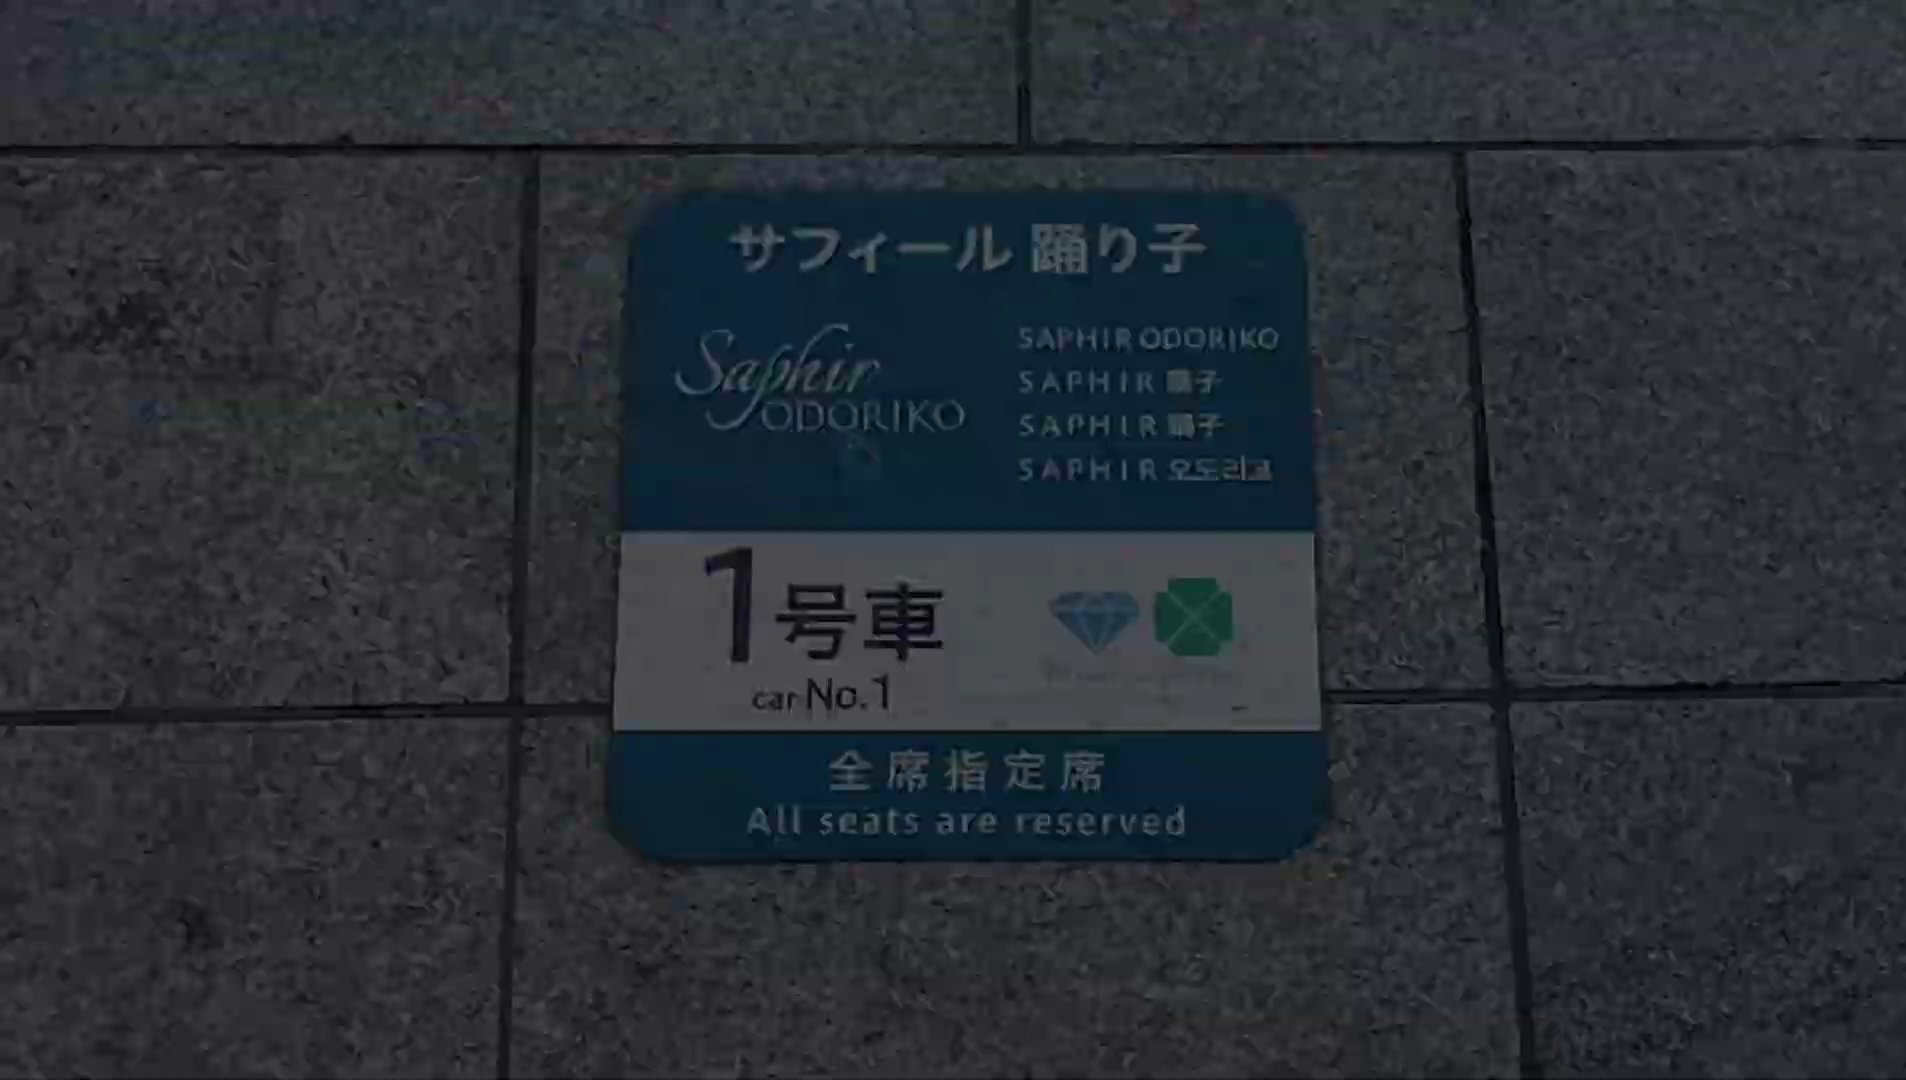 サフィール 踊り子
Saphir
ODORIKO
SAPHIR ODORIKO
SAPHIR 踊子
SAPHIR 踊子
SAPHIR 오도리코
1号車
car No.1
全席指定席
All seats are reserved